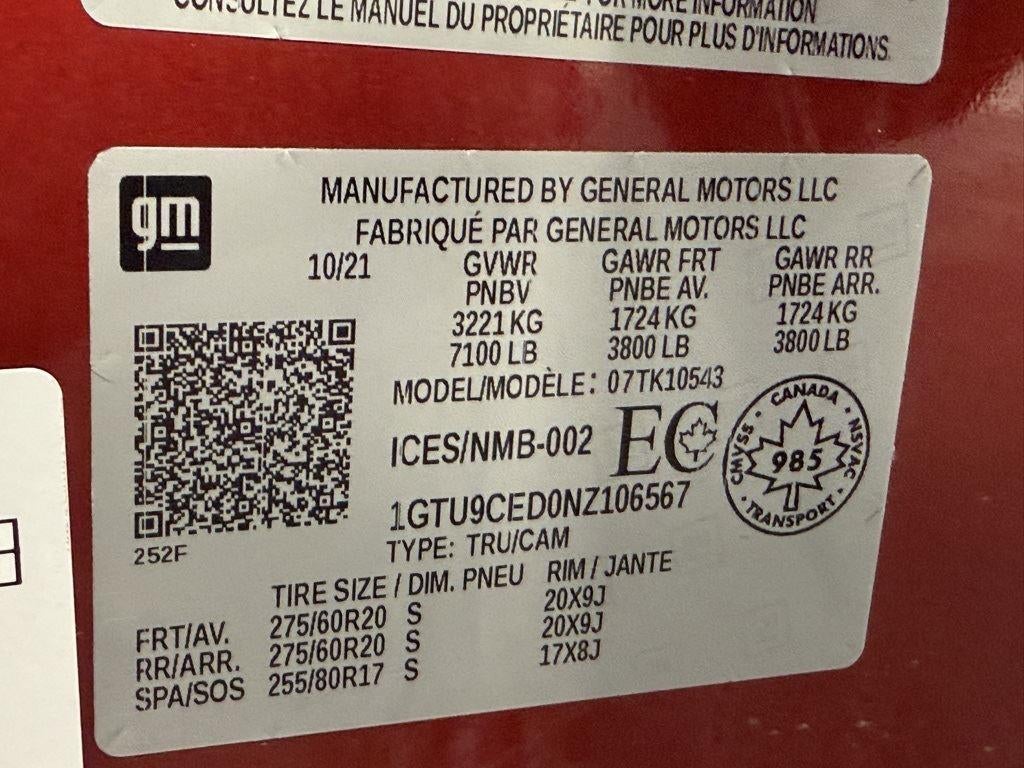 CONSULTEZ LE MANUEL DU PROPRIÉTAIRE POUR PLUS D'INFORMATIONS.
gm
MANUFACTURED BY GENERAL MOTORS LLC
FABRIQUÉ PAR GENERAL MOTORS LLC
10/21 GVWR GAWR FRT GAWR RR
PNBV PNBE AV. PNBE ARR.
3221 KG 1724 KG 1724 KG
7100 LB 3800 LB 3800 LB
MODEL/MODÈLE: 07TK10543
ICES/NMB-002 EC
CANADA
CMVSS 985 NSVAC
TRANSPORT
1GTU9CED0NZ106567
252F
TYPE: TRU/CAM
TIRE SIZE / DIM. PNEU RIM / JANTE
FRT/AV. 275/60R20 S 20X9J
RR/ARR. 275/60R20 S 20X9J
SPA/SOS 255/80R17 S 17X8J